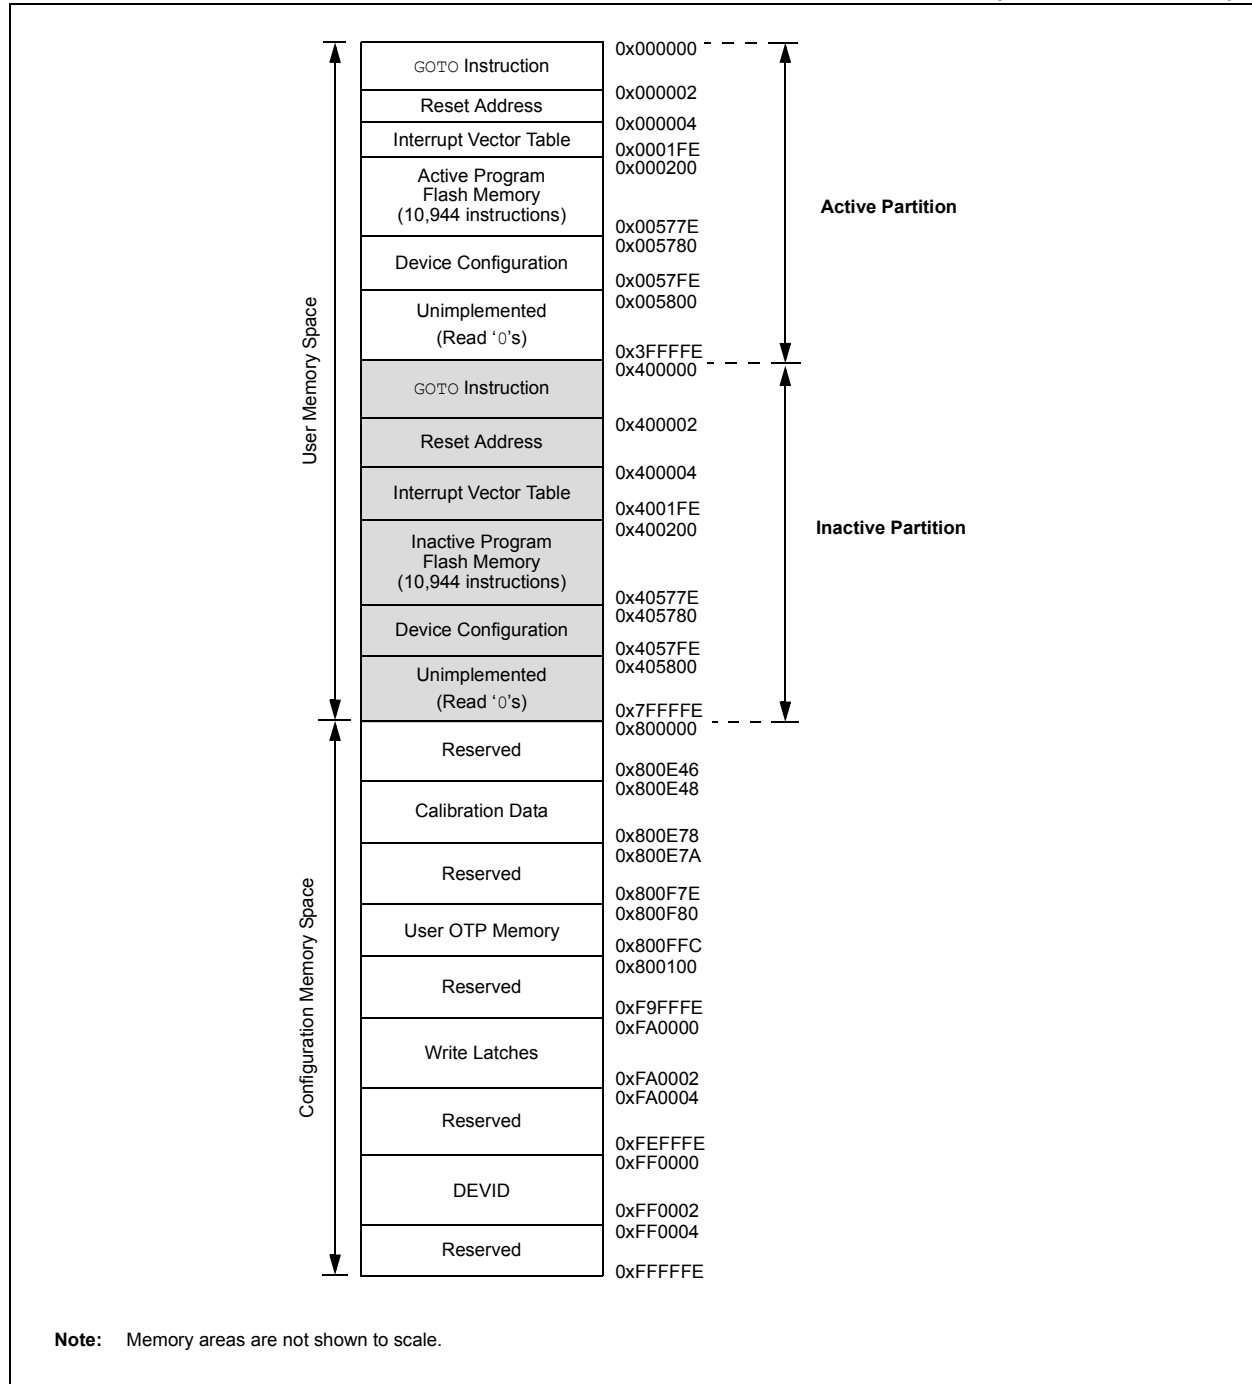 GOTO Instruction
0x000000
Reset Address
0x000002
Interrupt Vector Table
0x000004
0x0001FE
0x000200
Active Program
Flash Memory
(10,944 instructions)
0x00577E
0x005780
Device Configuration
0x0057FE
0x005800
Unimplemented
(Read ‘0’s)
0x3FFFFE
0x400000
Active Partition
User Memory Space
GOTO Instruction
0x400002
Reset Address
0x400004
Interrupt Vector Table
0x4001FE
0x400200
Inactive Program
Flash Memory
(10,944 instructions)
0x40577E
0x405780
Device Configuration
0x4057FE
0x405800
Unimplemented
(Read ‘0’s)
0x7FFFFE
0x800000
Inactive Partition
Reserved
0x800E46
0x800E48
Calibration Data
0x800E78
0x800E7A
Reserved
0x800F7E
0x800F80
User OTP Memory
0x800FFC
0x800100
Reserved
0xF9FFFE
0xFA0000
Write Latches
0xFA0002
0xFA0004
Reserved
0xFEFFFE
0xFF0000
DEVID
0xFF0002
0xFF0004
Reserved
0xFFFFFE
Configuration Memory Space
Note: Memory areas are not shown to scale.